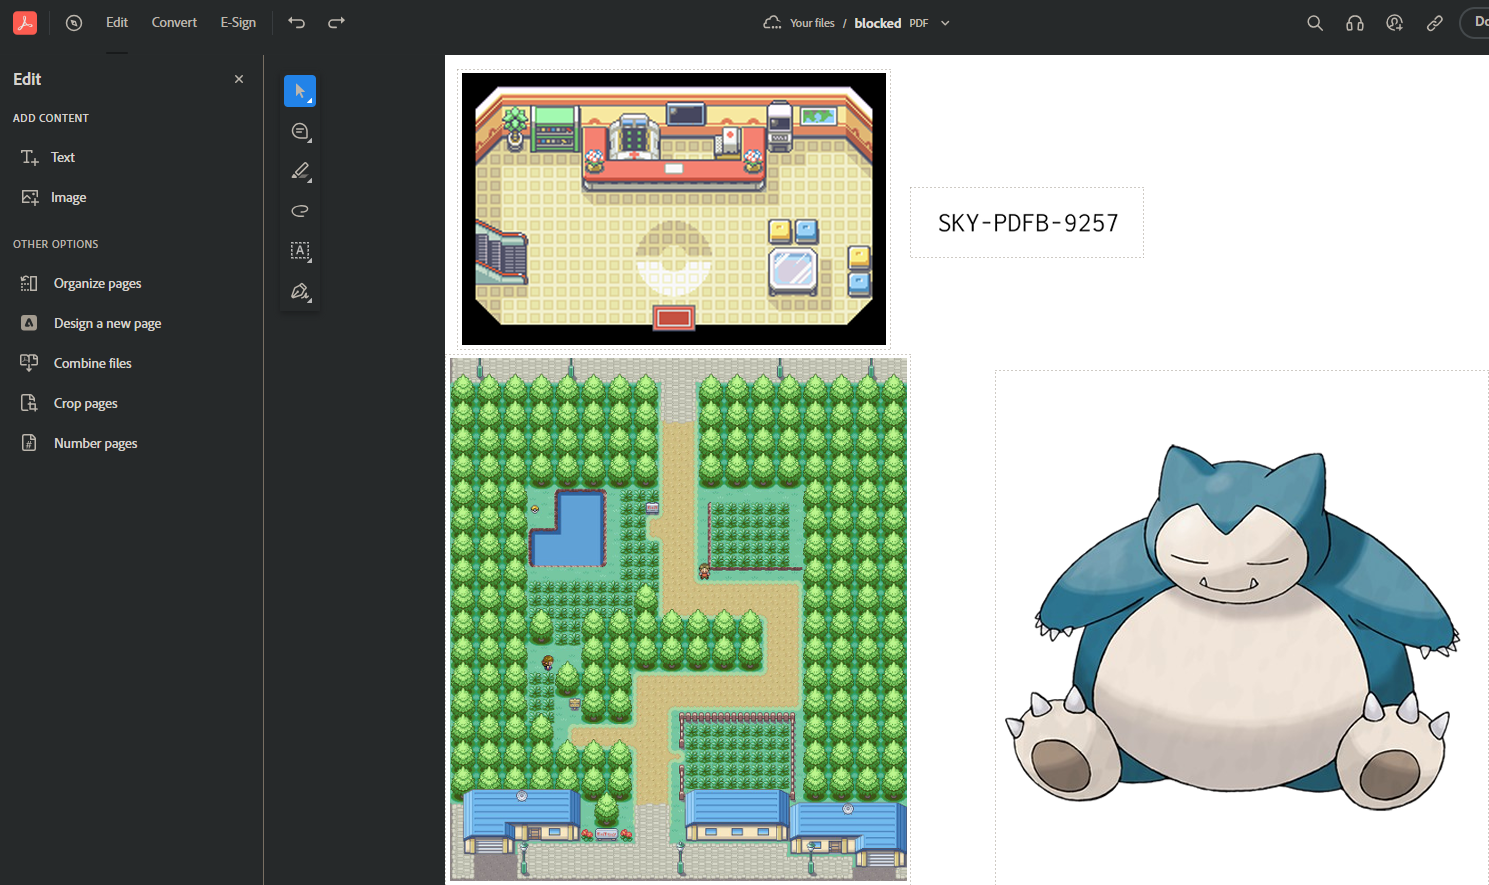 Edit
Convert
E-Sign
Your files / blocked PDF
Do
Edit
ADD CONTENT
Text
Image
OTHER OPTIONS
Organize pages
Design a new page
Combine files
Crop pages
Number pages
SKY-PDFB-9257